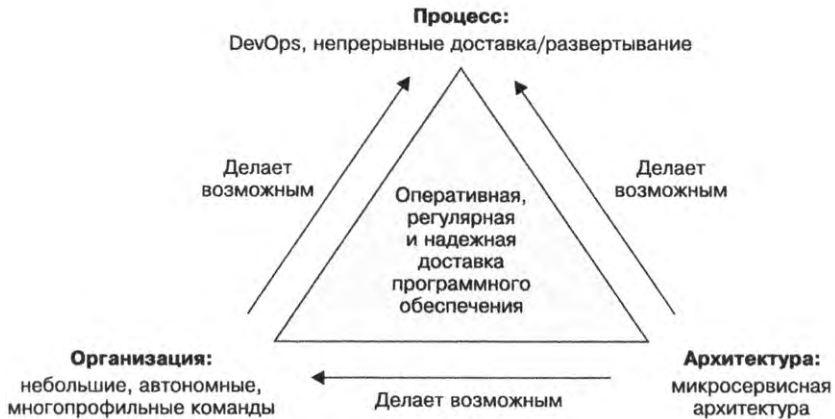 Процесс:
DevOps, непрерывные доставка/развертывание
Делает
возможным
Делает
возможным
Оперативная,
регулярная
и надежная
доставка
программного
обеспечения
Организация:
небольшие, автономные,
многопрофильные команды
Делает возможным
Архитектура:
микросервисная
архитектура